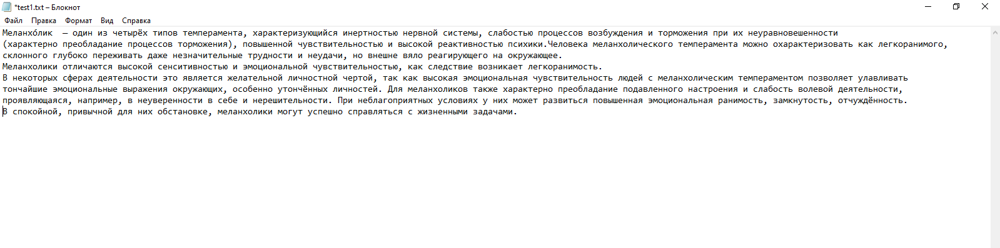 *test1.txt – Блокнот
Файл Правка Формат Вид Справка
Меланхо́лик  — один из четырёх типов темперамента, характеризующийся инертностью нервной системы, слабостью процессов возбуждения и торможения при их неуравновешенности
(характерно преобладание процессов торможения), повышенной чувствительностью и высокой реактивностью психики.Человека меланхолического темперамента можно охарактеризовать как легкоранимого,
склонного глубоко переживать даже незначительные трудности и неудачи, но внешне вяло реагирующего на окружающее.
Меланхолики отличаются высокой сенситивностью и эмоциональной чувствительностью, как следствие возникает легкоранимость.
В некоторых сферах деятельности это является желательной личностной чертой, так как высокая эмоциональная чувствительность людей с меланхолическим темпераментом позволяет улавливать
тончайшие эмоциональные выражения окружающих, особенно утончённых личностей. Для меланхоликов также характерно преобладание подавленного настроения и слабость волевой деятельности,
проявляющаяся, например, в неуверенности в себе и нерешительности. При неблагоприятных условиях у них может развиться повышенная эмоциональная ранимость, замкнутость, отчуждённость.
В спокойной, привычной для них обстановке, меланхолики могут успешно справляться с жизненными задачами.